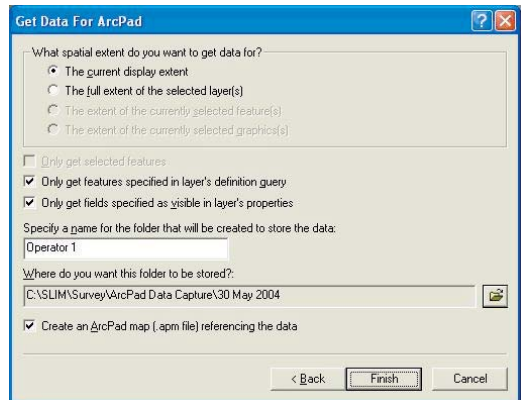 Get Data For ArcPad
What spatial extent do you want to get data for?
The current display extent
The full extent of the selected layer(s)
The extent of the currently selected feature(s)
The extent of the currently selected graphics(s)
Only get selected features
Only get features specified in layer's definition query
Only get fields specified as visible in layer's properties
Specify a name for the folder that will be created to store the data:
Operator 1
Where do you want this folder to be stored?:
C:\SLIM\Survey\ArcPad Data Capture\30 May 2004
Create an ArcPad map (.apm file) referencing the data
< Back Finish Cancel